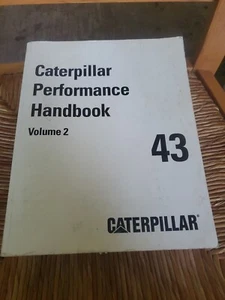 Caterpillar
Performance
Handbook
Volume 2
43
CATERPILLAR®